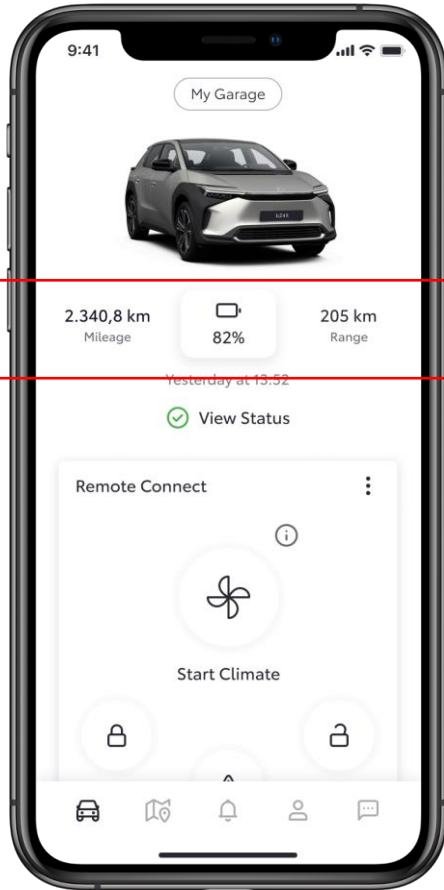 9:41
My Garage
bZ4X
2.340,8 km
Mileage
82%
205 km
Range
Yesterday at 13:52
View Status
Remote Connect
Start Climate